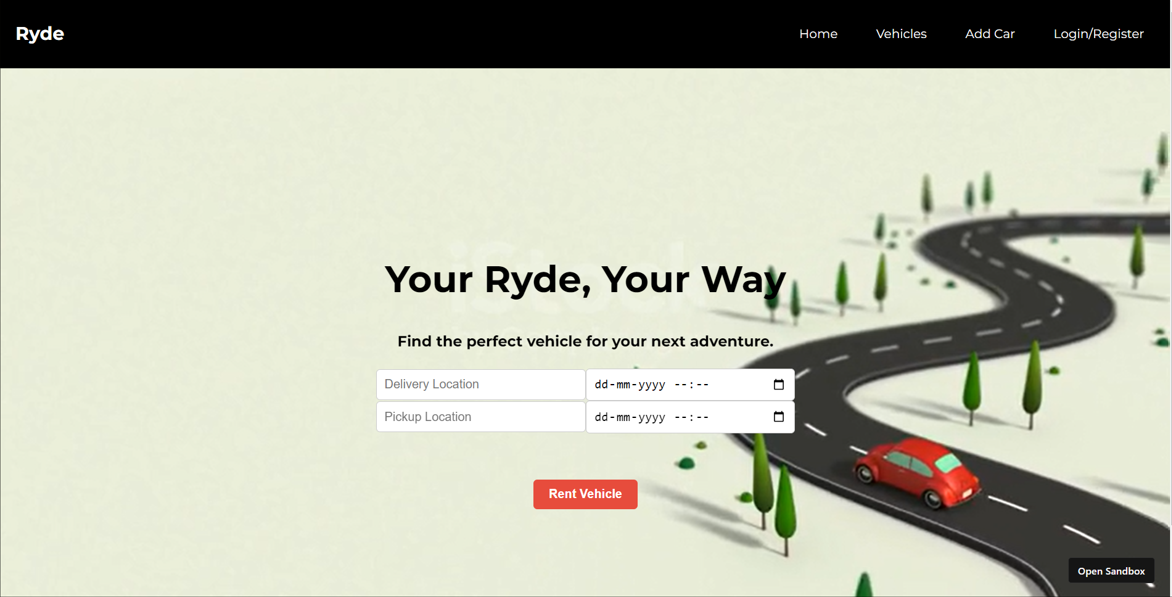 Ryde
Home Vehicles Add Car Login/Register
iStock
Your Ryde, Your Way
Find the perfect vehicle for your next adventure.
Delivery Location dd-mm-yyyy --:--
Pickup Location dd-mm-yyyy --:--
Rent Vehicle
Open Sandbox